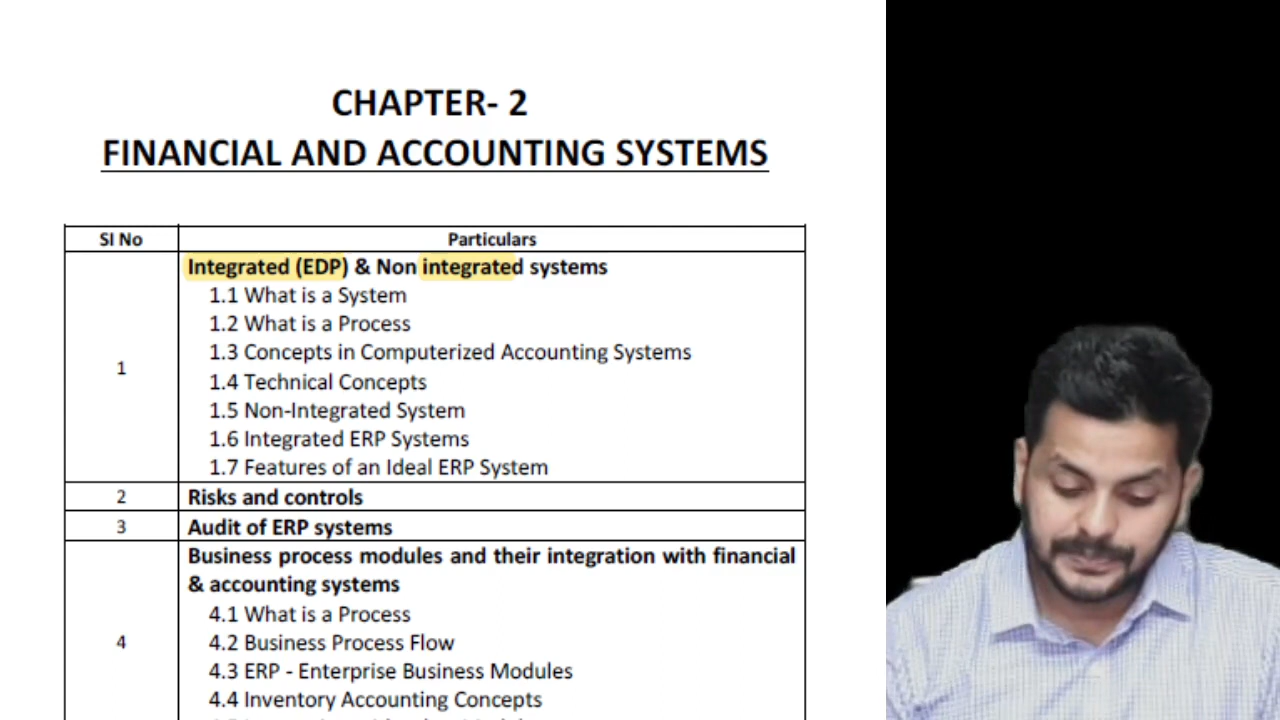 CHAPTER- 2
FINANCIAL AND ACCOUNTING SYSTEMS
SI No Particulars
1
Integrated (EDP) & Non integrated systems
1.1 What is a System
1.2 What is a Process
1.3 Concepts in Computerized Accounting Systems
1.4 Technical Concepts
1.5 Non-Integrated System
1.6 Integrated ERP Systems
1.7 Features of an Ideal ERP System
2 Risks and controls
3 Audit of ERP systems
4
Business process modules and their integration with financial
& accounting systems
4.1 What is a Process
4.2 Business Process Flow
4.3 ERP - Enterprise Business Modules
4.4 Inventory Accounting Concepts